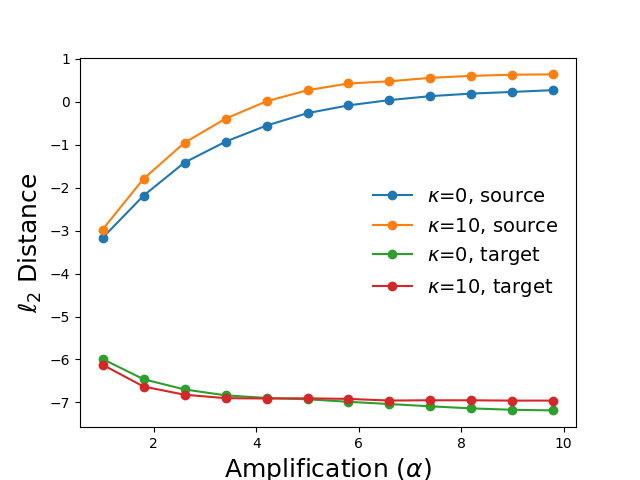 1
0
−1
−2
−3
−4
−5
−6
−7
ℓ₂ Distance
κ=0, source
κ=10, source
κ=0, target
κ=10, target
2 4 6 8 10
Amplification (α)